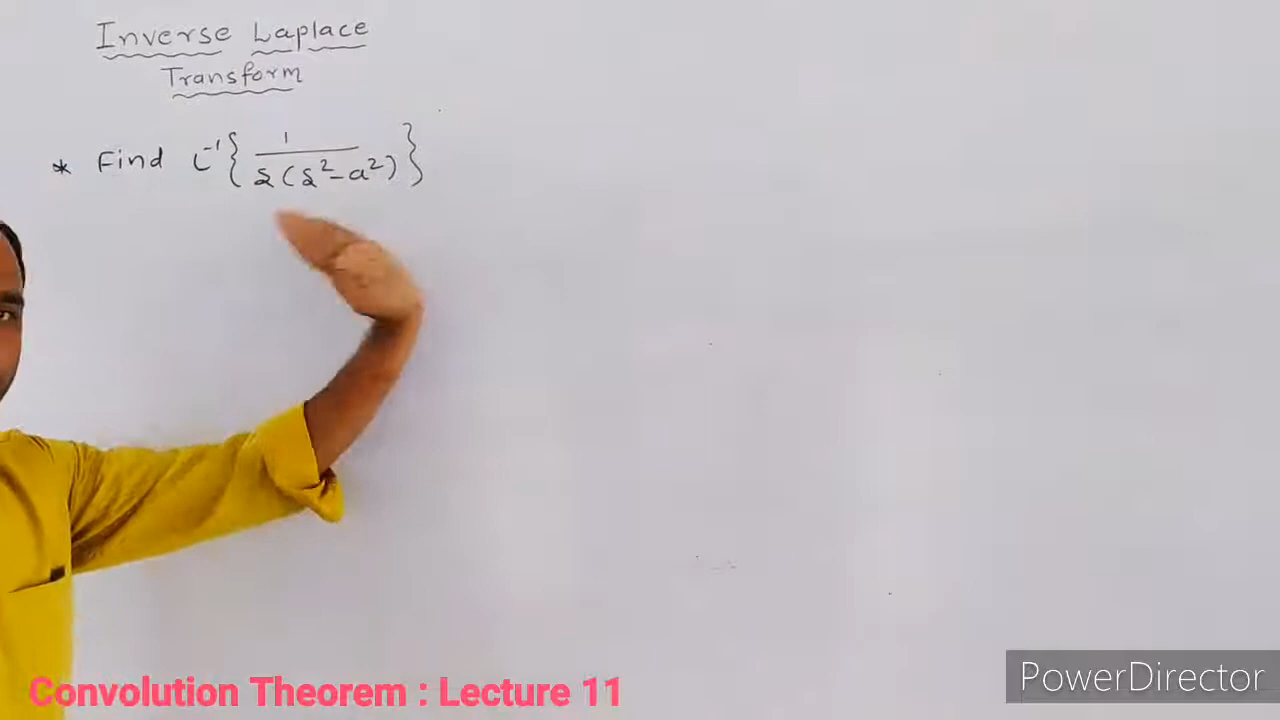 Inverse Laplace
Transform
* Find L⁻¹{ 1 / s(s²-a²) }
Convolution Theorem : Lecture 11
PowerDirector